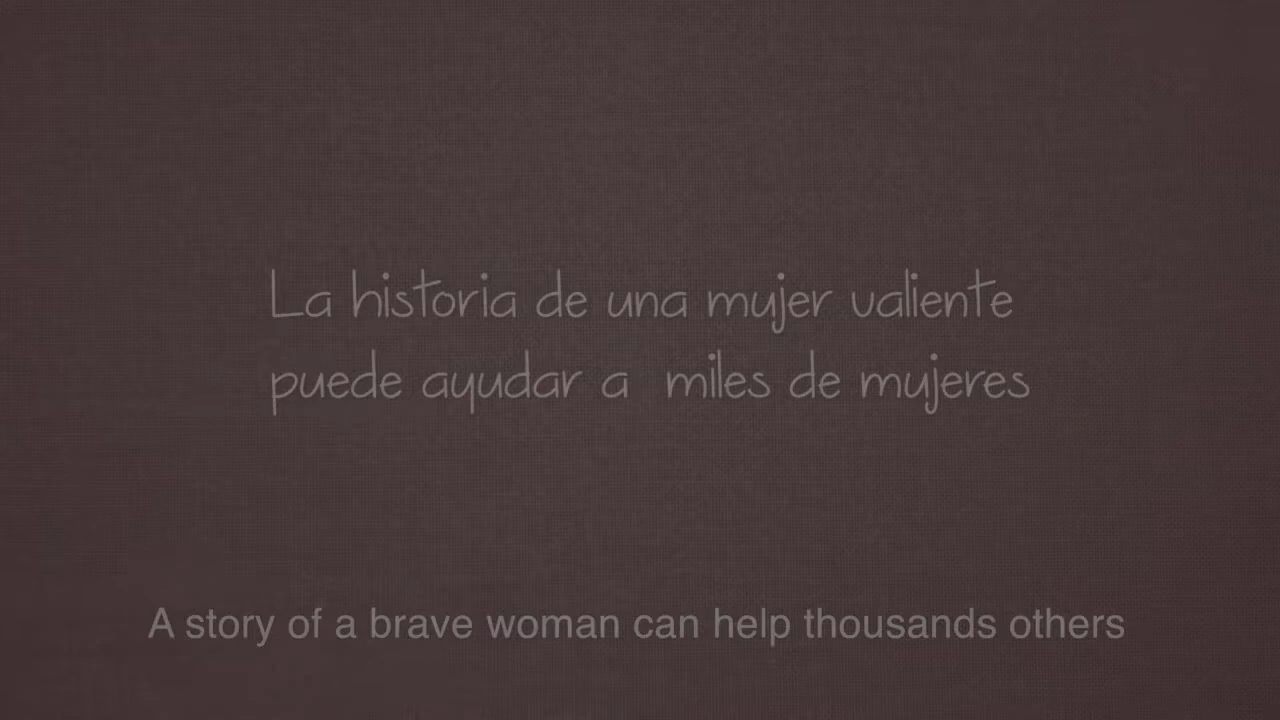 La historia de una mujer valiente
puede ayudar a miles de mujeres
A story of a brave woman can help thousands others